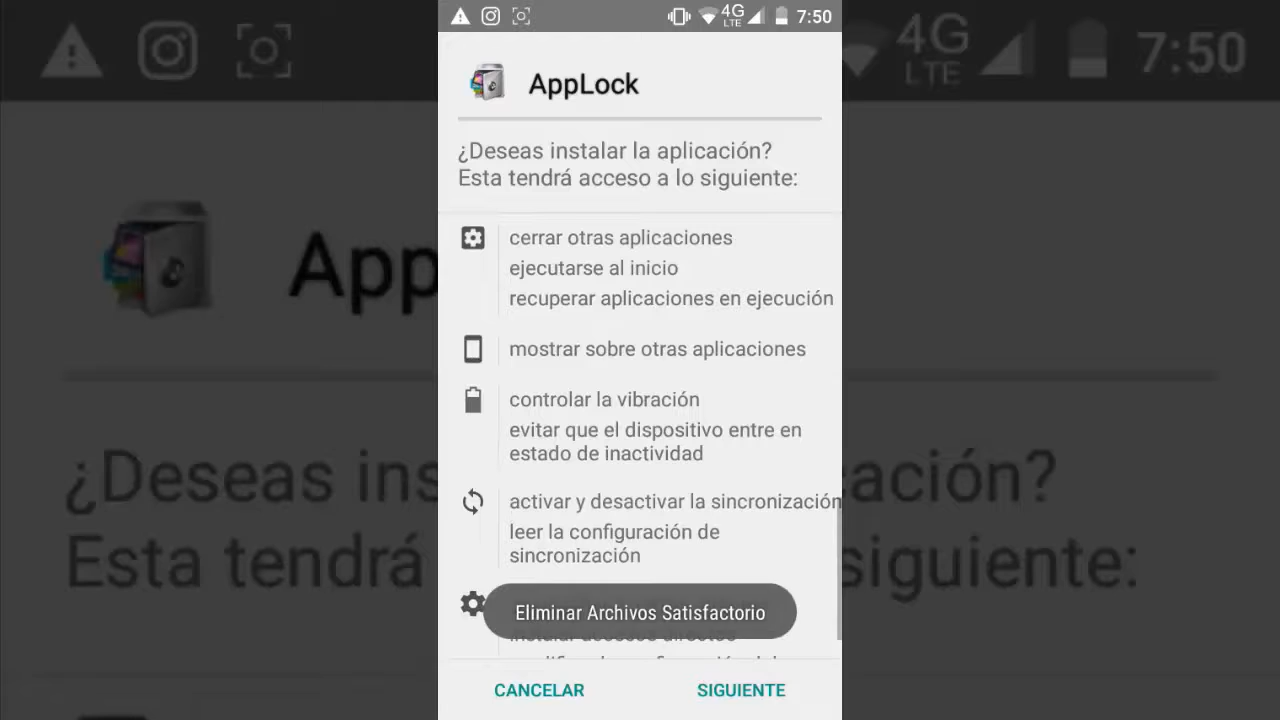 4G
LTE
7:50
AppLock
¿Deseas instalar la aplicación?
Esta tendrá acceso a lo siguiente:
cerrar otras aplicaciones
ejecutarse al inicio
recuperar aplicaciones en ejecución
mostrar sobre otras aplicaciones
controlar la vibración
evitar que el dispositivo entre en
estado de inactividad
activar y desactivar la sincronización
leer la configuración de
sincronización
Eliminar Archivos Satisfactorio
CANCELAR
SIGUIENTE
4G
LTE
7:50
App
¿Deseas ins
ación?
Esta tendrá
siguiente: